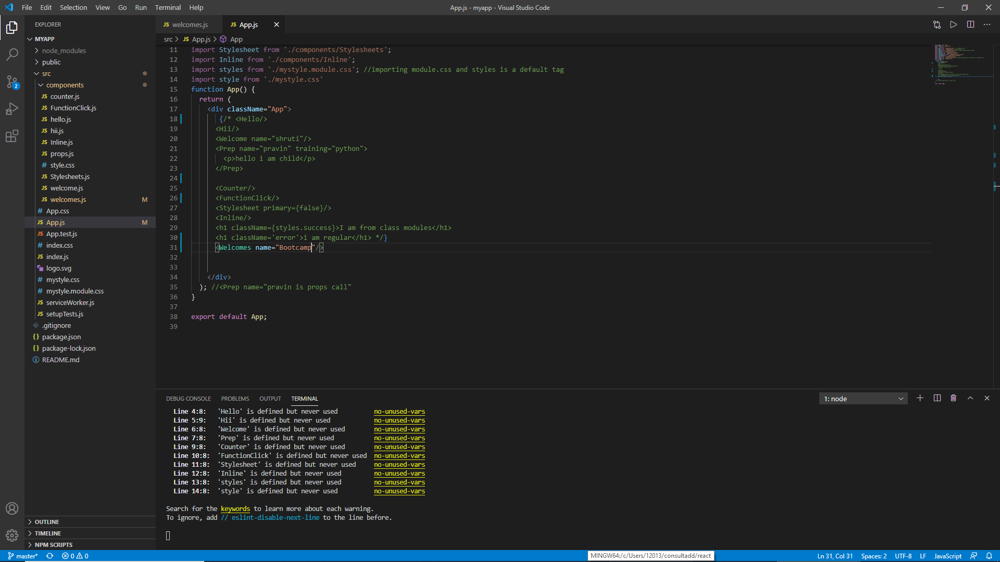 File Edit Selection View Go Run Terminal Help
App.js - myapp - Visual Studio Code
EXPLORER
MYAPP
node_modules
public
src
components
JS counter.js
JS FunctionClick.js
JS hello.js
JS hii.js
JS Inline.js
JS props.js
# style.css
JS Stylesheets.js
JS welcome.js
JS welcomes.js M
# App.css
JS App.js M
JS App.test.js
# index.css
JS index.js
logo.svg
# mystyle.css
# mystyle.module.css
JS serviceWorker.js
JS setupTests.js
.gitignore
{} package.json
{} package-lock.json
README.md
OUTLINE
TIMELINE
NPM SCRIPTS
2
JS welcomes.js
JS App.js
src > JS App.js > App
11 import Stylesheet from './components/Stylesheets';
12 import Inline from './components/Inline';
13 import styles from './mystyle.module.css'; //importing module.css and styles is a default tag
14 import style from './mystyle.css'
15 function App() {
16 return (
17 <div className="App">
18 {/* <Hello/>
19 <Hii/>
20 <Welcome name="shruti"/>
21 <Prep name="pravin" training="python">
22 <p>hello i am child</p>
23 </Prep>
24
25 <Counter/>
26 <FunctionClick/>
27 <Stylesheet primary={false}/>
28 <Inline/>
29 <h1 className={styles.success}>I am from class modules</h1>
30 <h1 className='error'>i am regular</h1> */}
31 <Welcomes name="Bootcamp"/>
32
33
34 </div>
35 ); //<Prep name="pravin is props call"
36 }
37
38 export default App;
39
DEBUG CONSOLE PROBLEMS OUTPUT TERMINAL
1: node
Line 4:8: 'Hello' is defined but never used no-unused-vars
Line 5:9: 'Hii' is defined but never used no-unused-vars
Line 6:8: 'Welcome' is defined but never used no-unused-vars
Line 7:8: 'Prep' is defined but never used no-unused-vars
Line 9:8: 'Counter' is defined but never used no-unused-vars
Line 10:8: 'FunctionClick' is defined but never used no-unused-vars
Line 11:8: 'Stylesheet' is defined but never used no-unused-vars
Line 12:8: 'Inline' is defined but never used no-unused-vars
Line 13:8: 'styles' is defined but never used no-unused-vars
Line 14:8: 'style' is defined but never used no-unused-vars
Search for the keywords to learn more about each warning.
To ignore, add // eslint-disable-next-line to the line before.
master* 0 0
MINGW64:/c/Users/12013/consultadd/react
Ln 31, Col 31 Spaces: 2 UTF-8 LF JavaScript